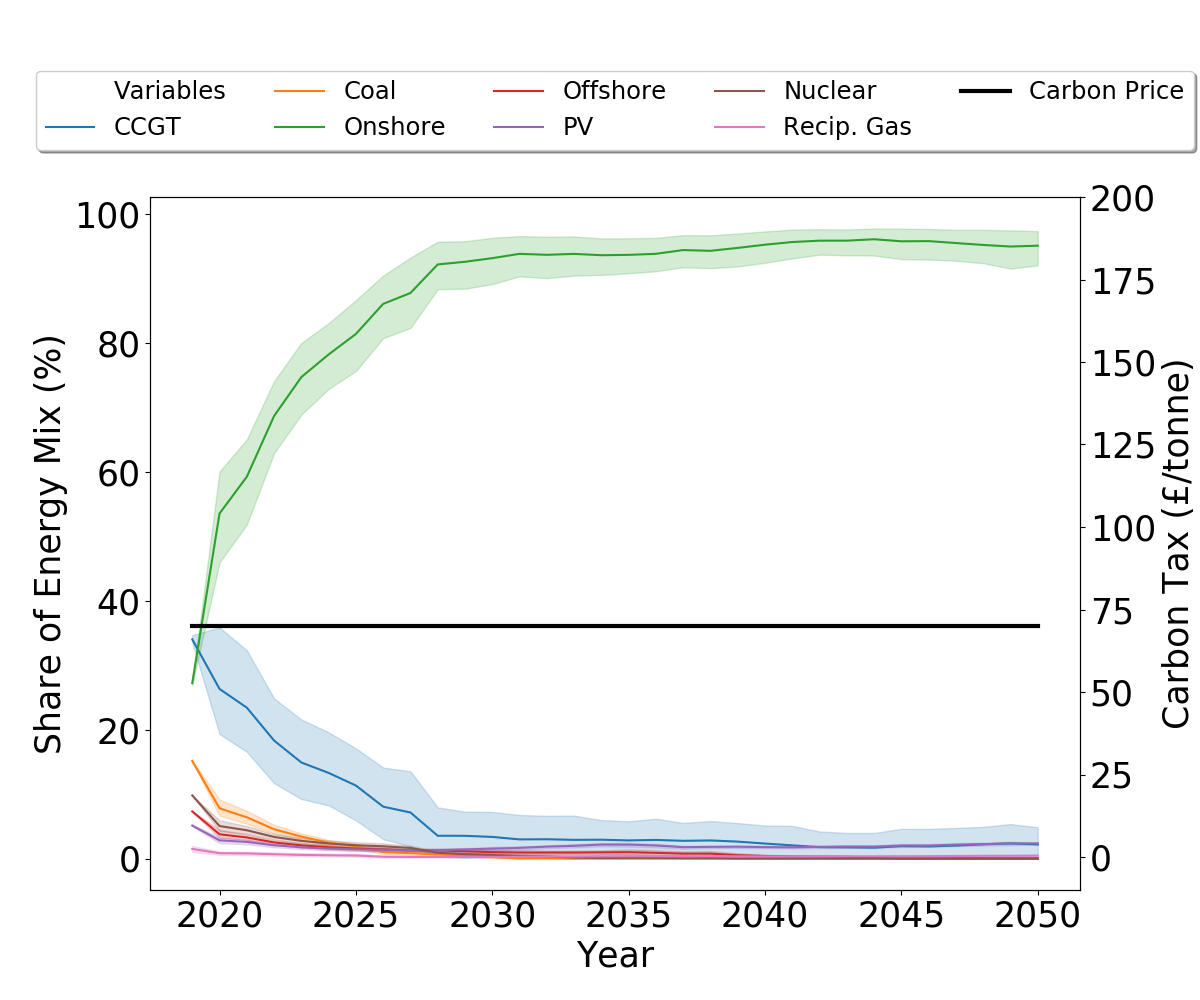 Variables Coal Offshore Nuclear Carbon Price
CCGT Onshore PV Recip. Gas
100
80
60
40
20
0
Share of Energy Mix (%)
200
175
150
125
100
75
50
25
0
Carbon Tax (£/tonne)
2020 2025 2030 2035 2040 2045 2050
Year